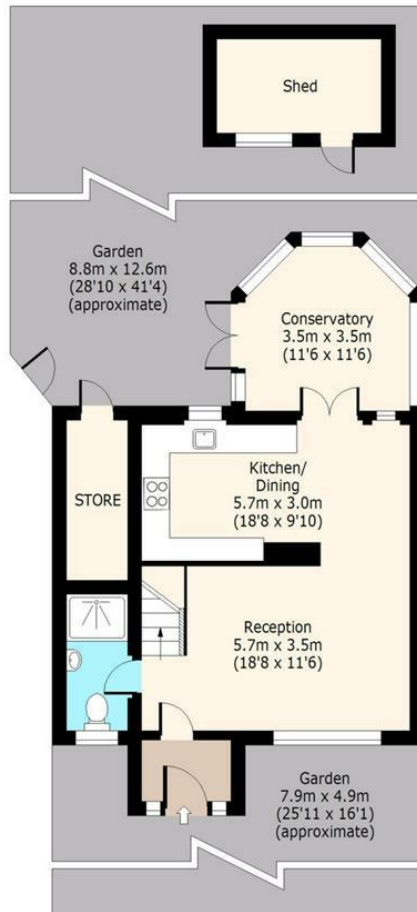 Shed
Garden
8.8m x 12.6m
(28'10 x 41'4)
(approximate)
Conservatory
3.5m x 3.5m
(11'6 x 11'6)
STORE
Kitchen/
Dining
5.7m x 3.0m
(18'8 x 9'10)
Reception
5.7m x 3.5m
(18'8 x 11'6)
Garden
7.9m x 4.9m
(25'11 x 16'1)
(approximate)